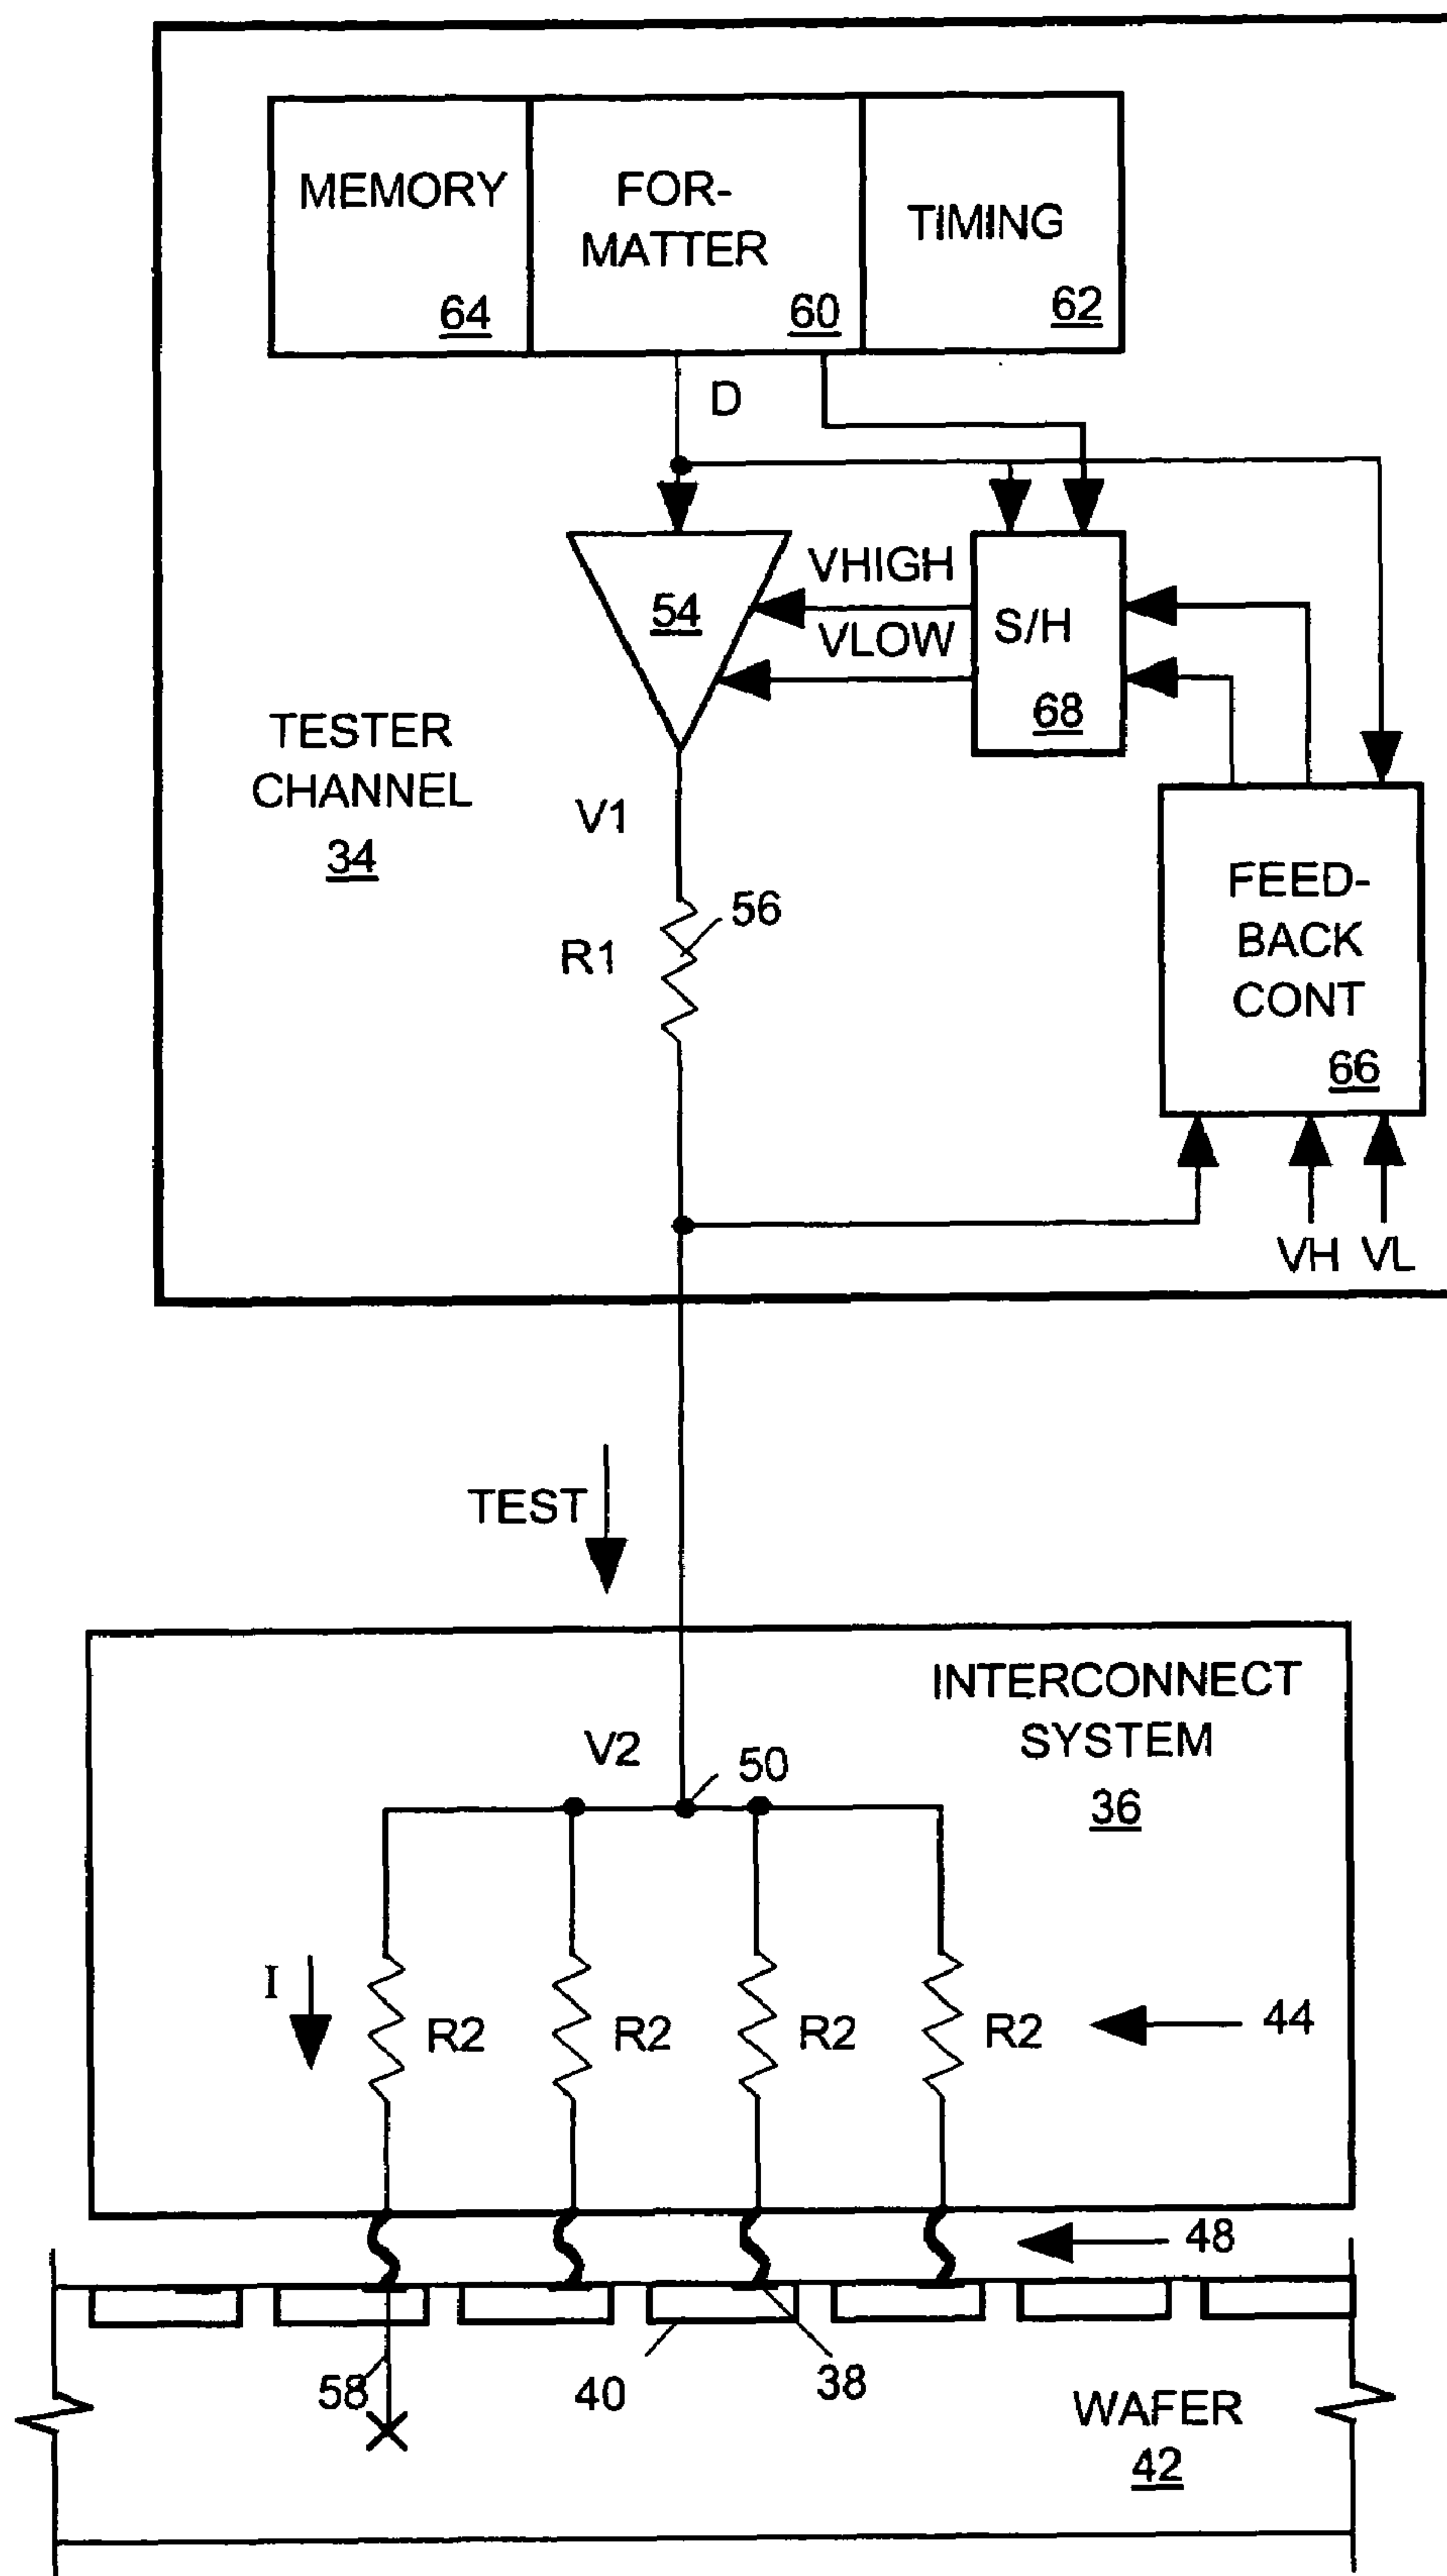 MEMORY
64
FOR-
MATTER
60
TIMING
62
D
54
VHIGH
VLOW
S/H
68
TESTER
CHANNEL
34
V1
R1
56
FEED-
BACK
CONT
66
VH VL
TEST
INTERCONNECT
SYSTEM
36
V2
50
I
R2
R2
R2
R2
44
48
58
40
38
WAFER
42